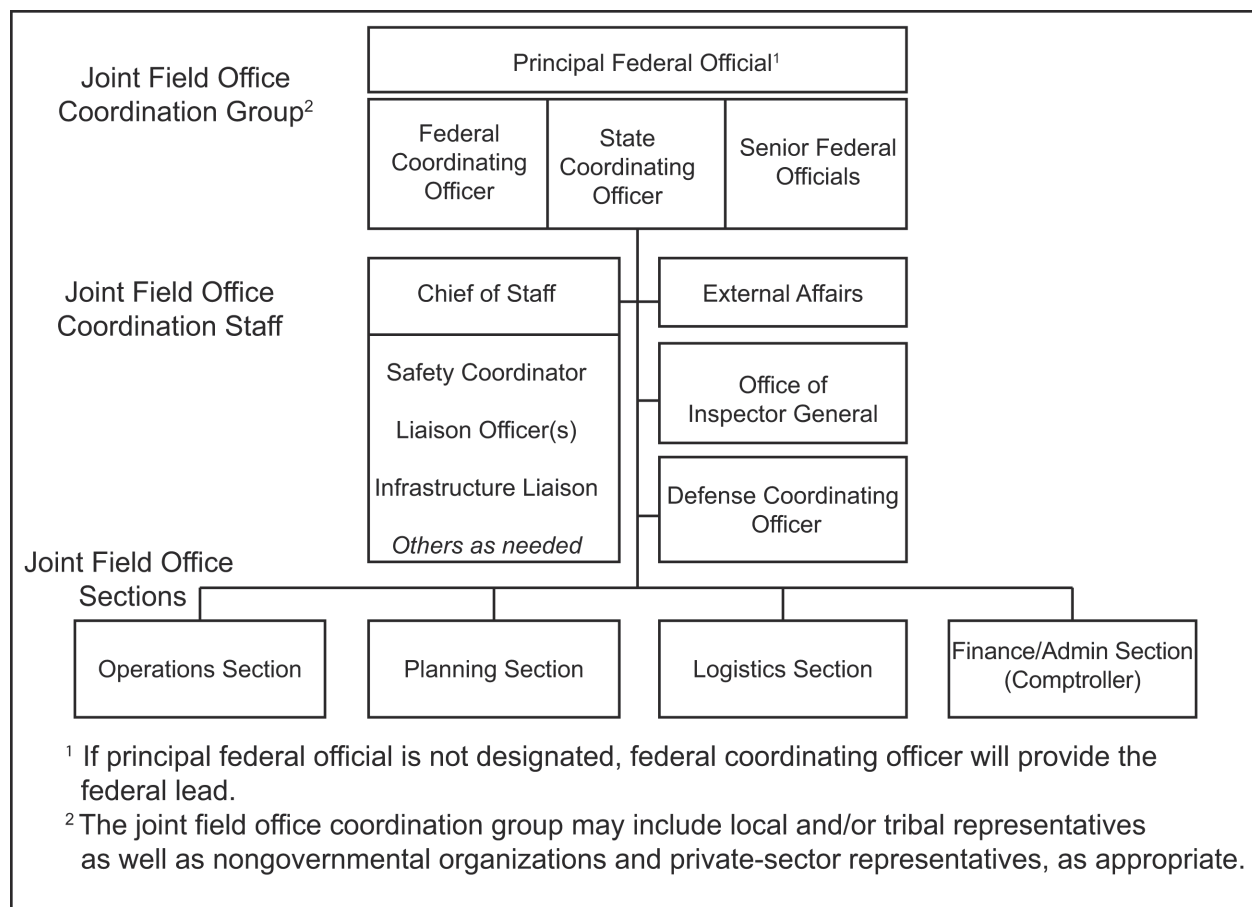 Joint Field Office
Coordination Group²
Principal Federal Official¹
Federal
Coordinating
Officer
State
Coordinating
Officer
Senior Federal
Officials
Joint Field Office
Coordination Staff
Chief of Staff
Safety Coordinator
Liaison Officer(s)
Infrastructure Liaison
Others as needed
External Affairs
Office of
Inspector General
Defense Coordinating
Officer
Joint Field Office
Sections
Operations Section
Planning Section
Logistics Section
Finance/Admin Section
(Comptroller)
¹ If principal federal official is not designated, federal coordinating officer will provide the
federal lead.
² The joint field office coordination group may include local and/or tribal representatives
as well as nongovernmental organizations and private-sector representatives, as appropriate.